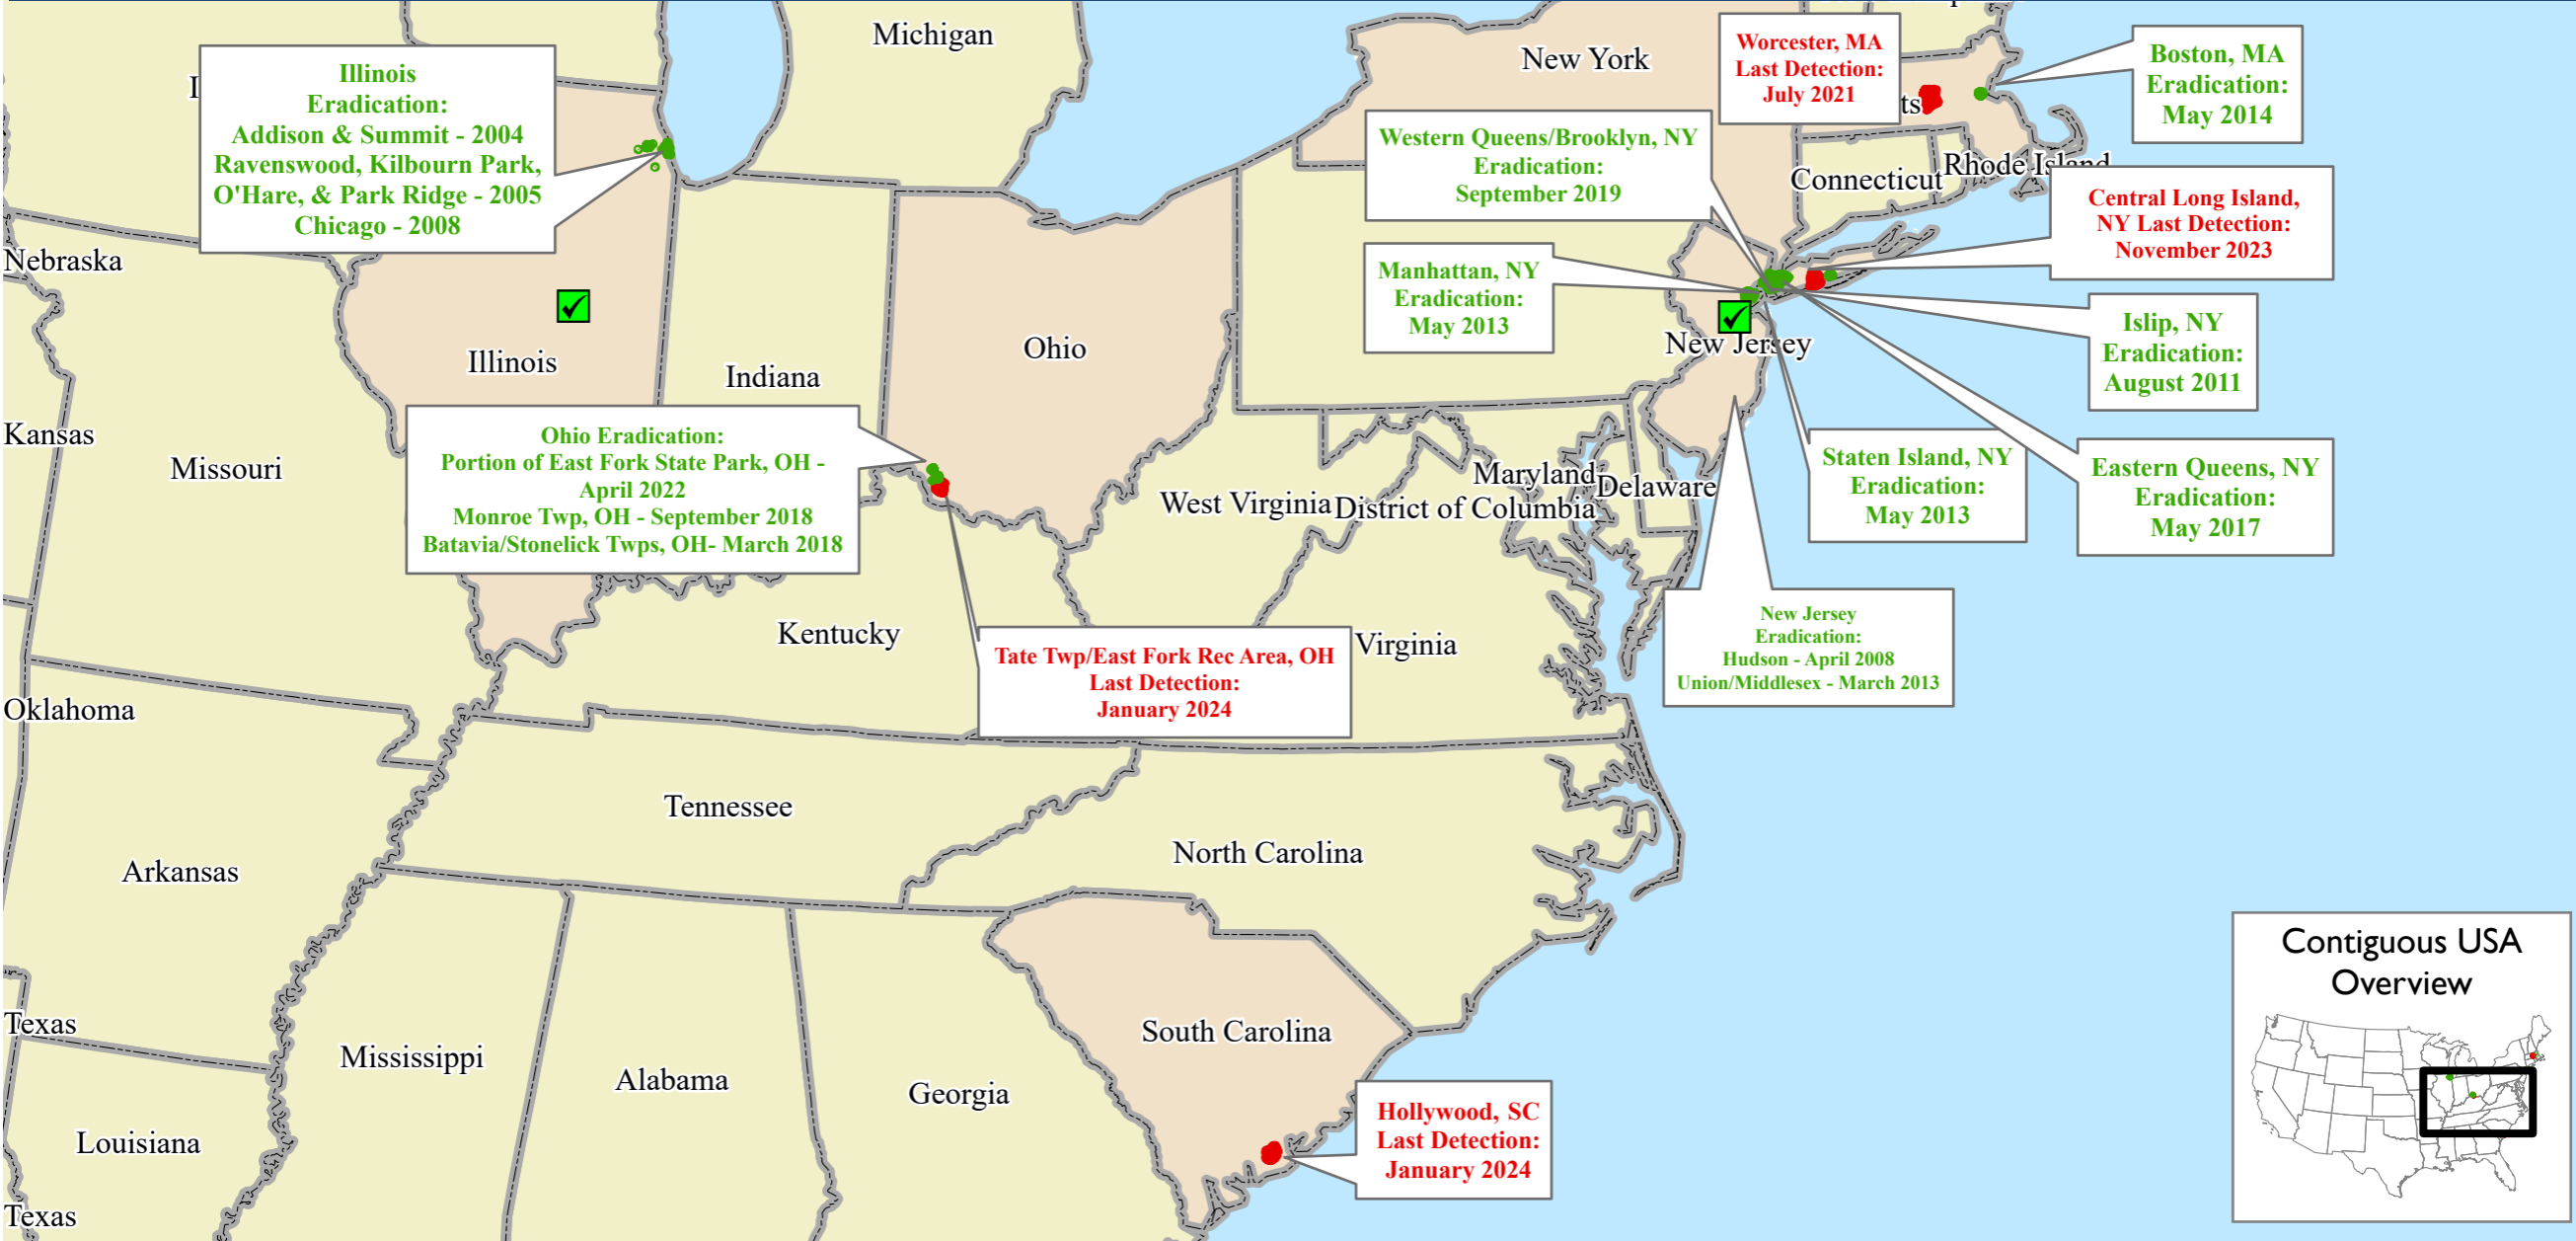 Michigan
New York
Illinois
Eradication:
Addison & Summit - 2004
Ravenswood, Kilbourn Park,
O'Hare, & Park Ridge - 2005
Chicago - 2008
Worcester, MA
Last Detection:
July 2021
Boston, MA
Eradication:
May 2014
Western Queens/Brooklyn, NY
Eradication:
September 2019
Connecticut
Rhode Island
Central Long Island,
NY Last Detection:
November 2023
Nebraska
Manhattan, NY
Eradication:
May 2013
Islip, NY
Eradication:
August 2011
New Jersey
Illinois
Indiana
Ohio
Kansas
Missouri
Ohio Eradication:
Portion of East Fork State Park, OH -
April 2022
Monroe Twp, OH - September 2018
Batavia/Stonelick Twps, OH- March 2018
Staten Island, NY
Eradication:
May 2013
Eastern Queens, NY
Eradication:
May 2017
Maryland
Delaware
West Virginia
District of Columbia
New Jersey
Eradication:
Hudson - April 2008
Union/Middlesex - March 2013
Kentucky
Virginia
Tate Twp/East Fork Rec Area, OH
Last Detection:
January 2024
Oklahoma
Tennessee
North Carolina
Arkansas
Contiguous USA
Overview
Texas
Mississippi
Alabama
Georgia
South Carolina
Hollywood, SC
Last Detection:
January 2024
Louisiana
Texas